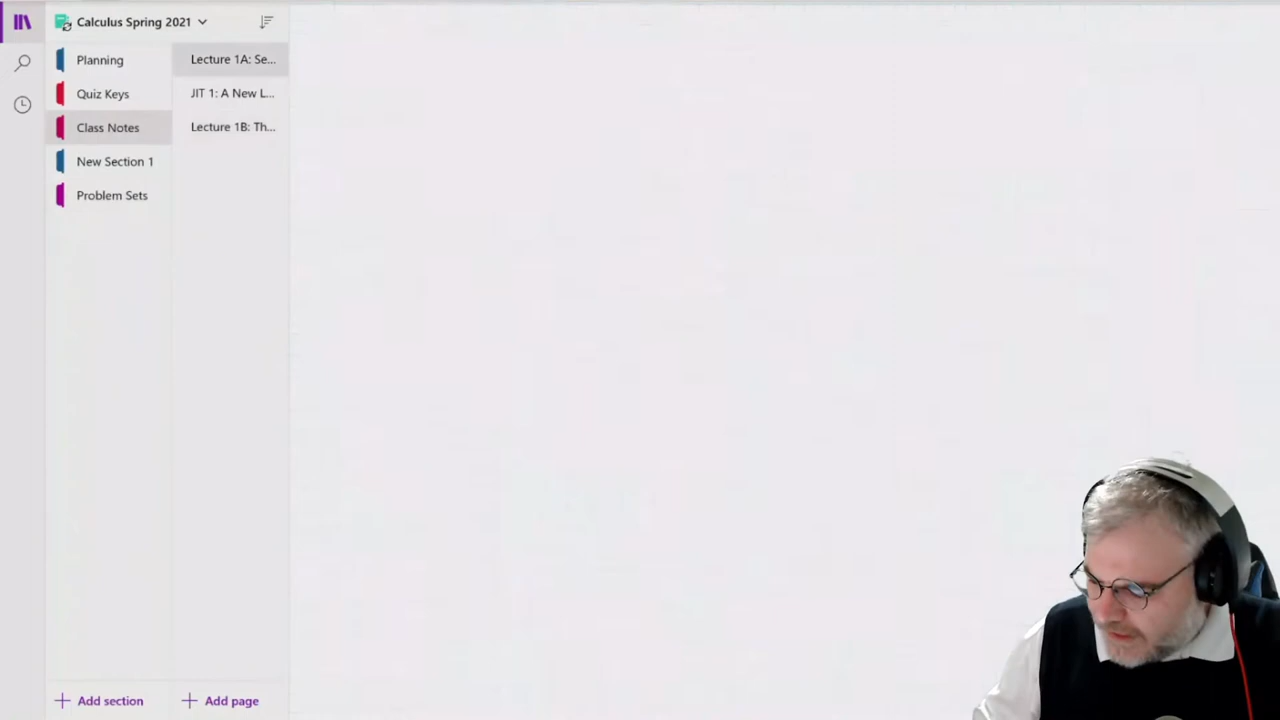 Calculus Spring 2021
Planning
Quiz Keys
Class Notes
New Section 1
Problem Sets
Lecture 1A: Se...
JIT 1: A New L...
Lecture 1B: Th...
Add section
Add page